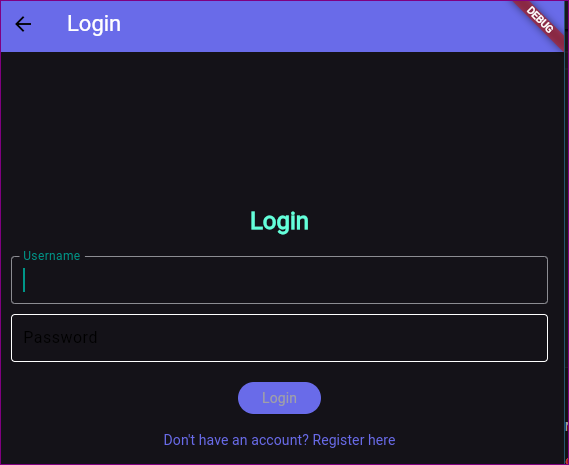 Login
DEBUG
Login
Username
Password
Login
Don't have an account? Register here